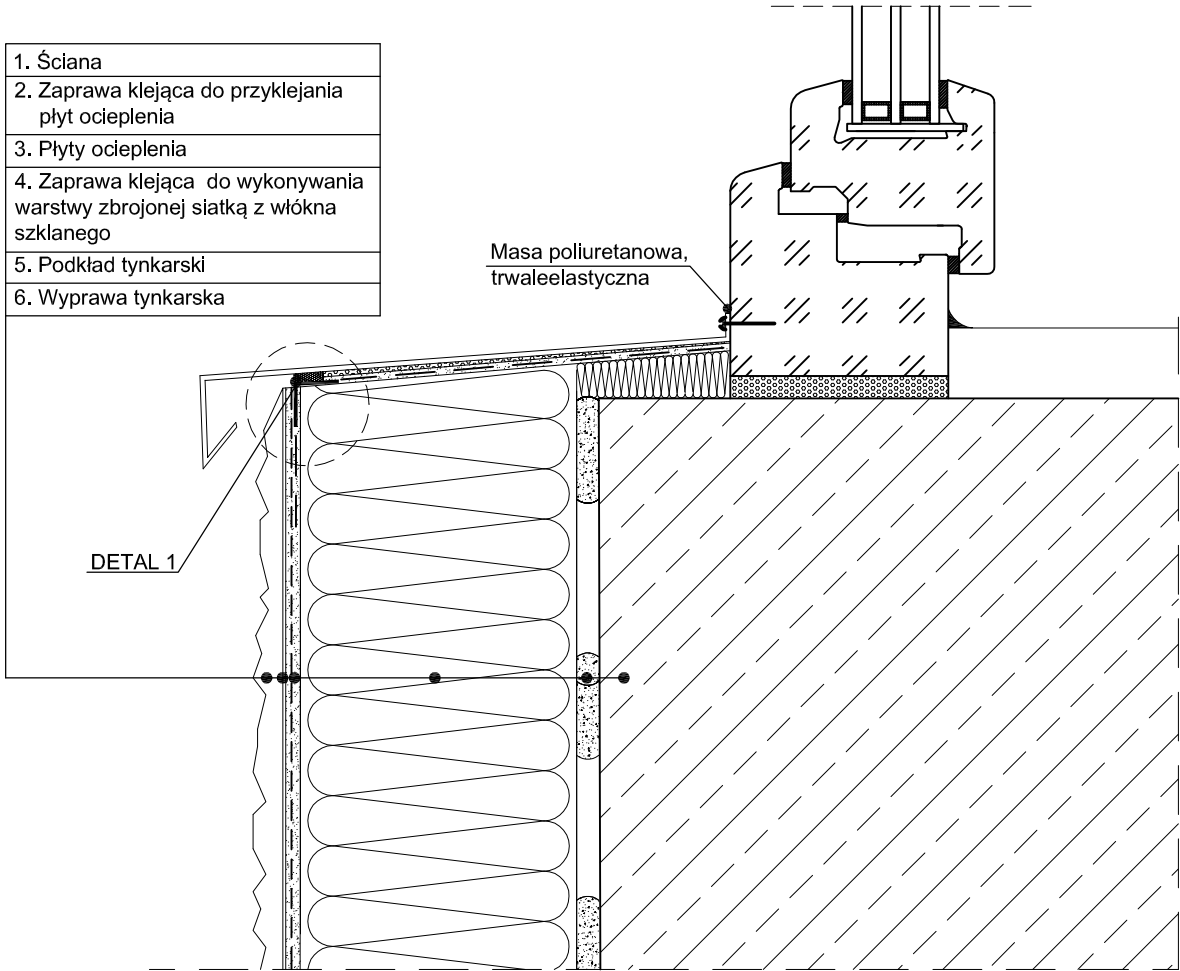 1. Ściana
2. Zaprawa klejąca do przyklejania
płyt ocieplenia
3. Płyty ocieplenia
4. Zaprawa klejąca do wykonywania
warstwy zbrojonej siatką z włókna
szklanego
5. Podkład tynkarski
6. Wyprawa tynkarska
Masa poliuretanowa,
trwaleelastyczna
DETAL 1